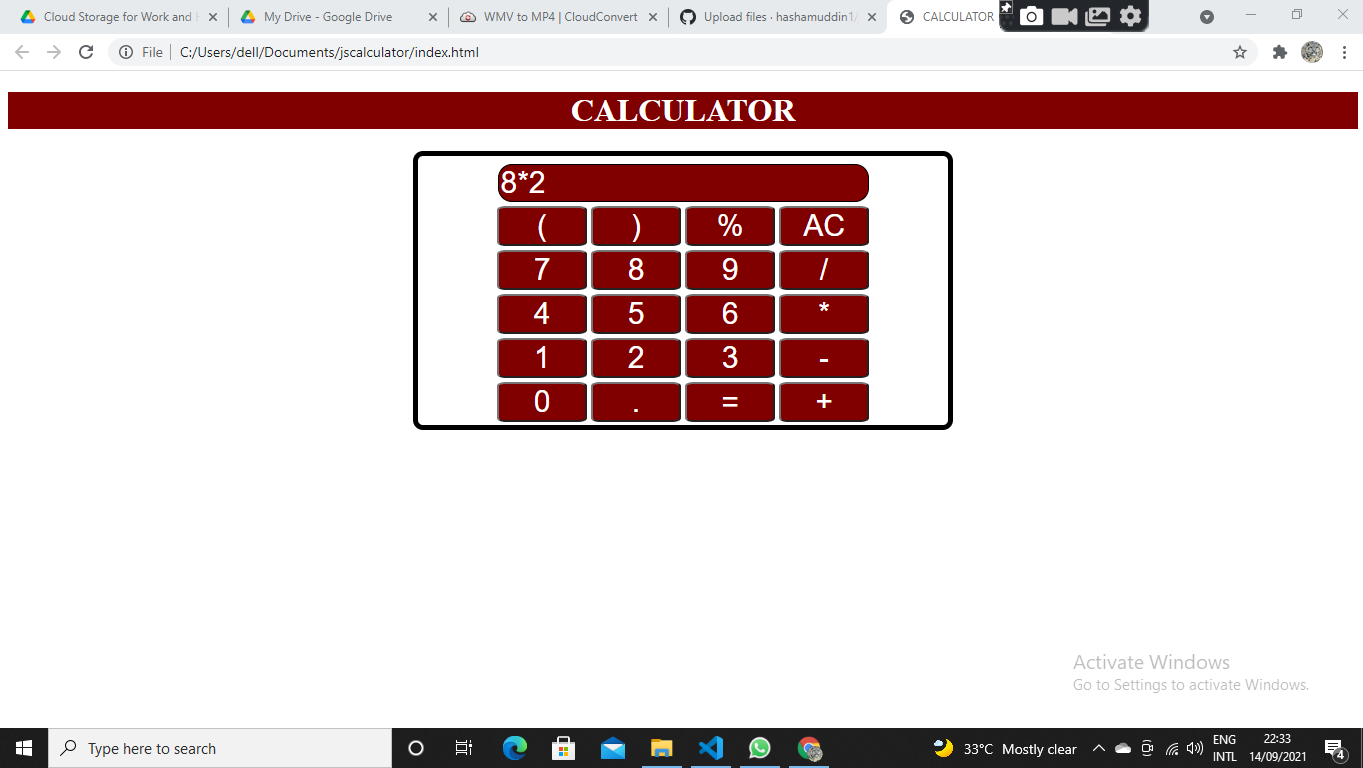 Cloud Storage for Work and
My Drive - Google Drive
WMV to MP4 | CloudConvert
Upload files · hashamuddin1/
CALCULATOR
File
C:/Users/dell/Documents/jscalculator/index.html
CALCULATOR
8*2
( ) % AC
7 8 9 /
4 5 6 *
1 2 3 -
0 . = +
Activate Windows
Go to Settings to activate Windows.
Type here to search
33°C Mostly clear
ENG
INTL
22:33
14/09/2021
4